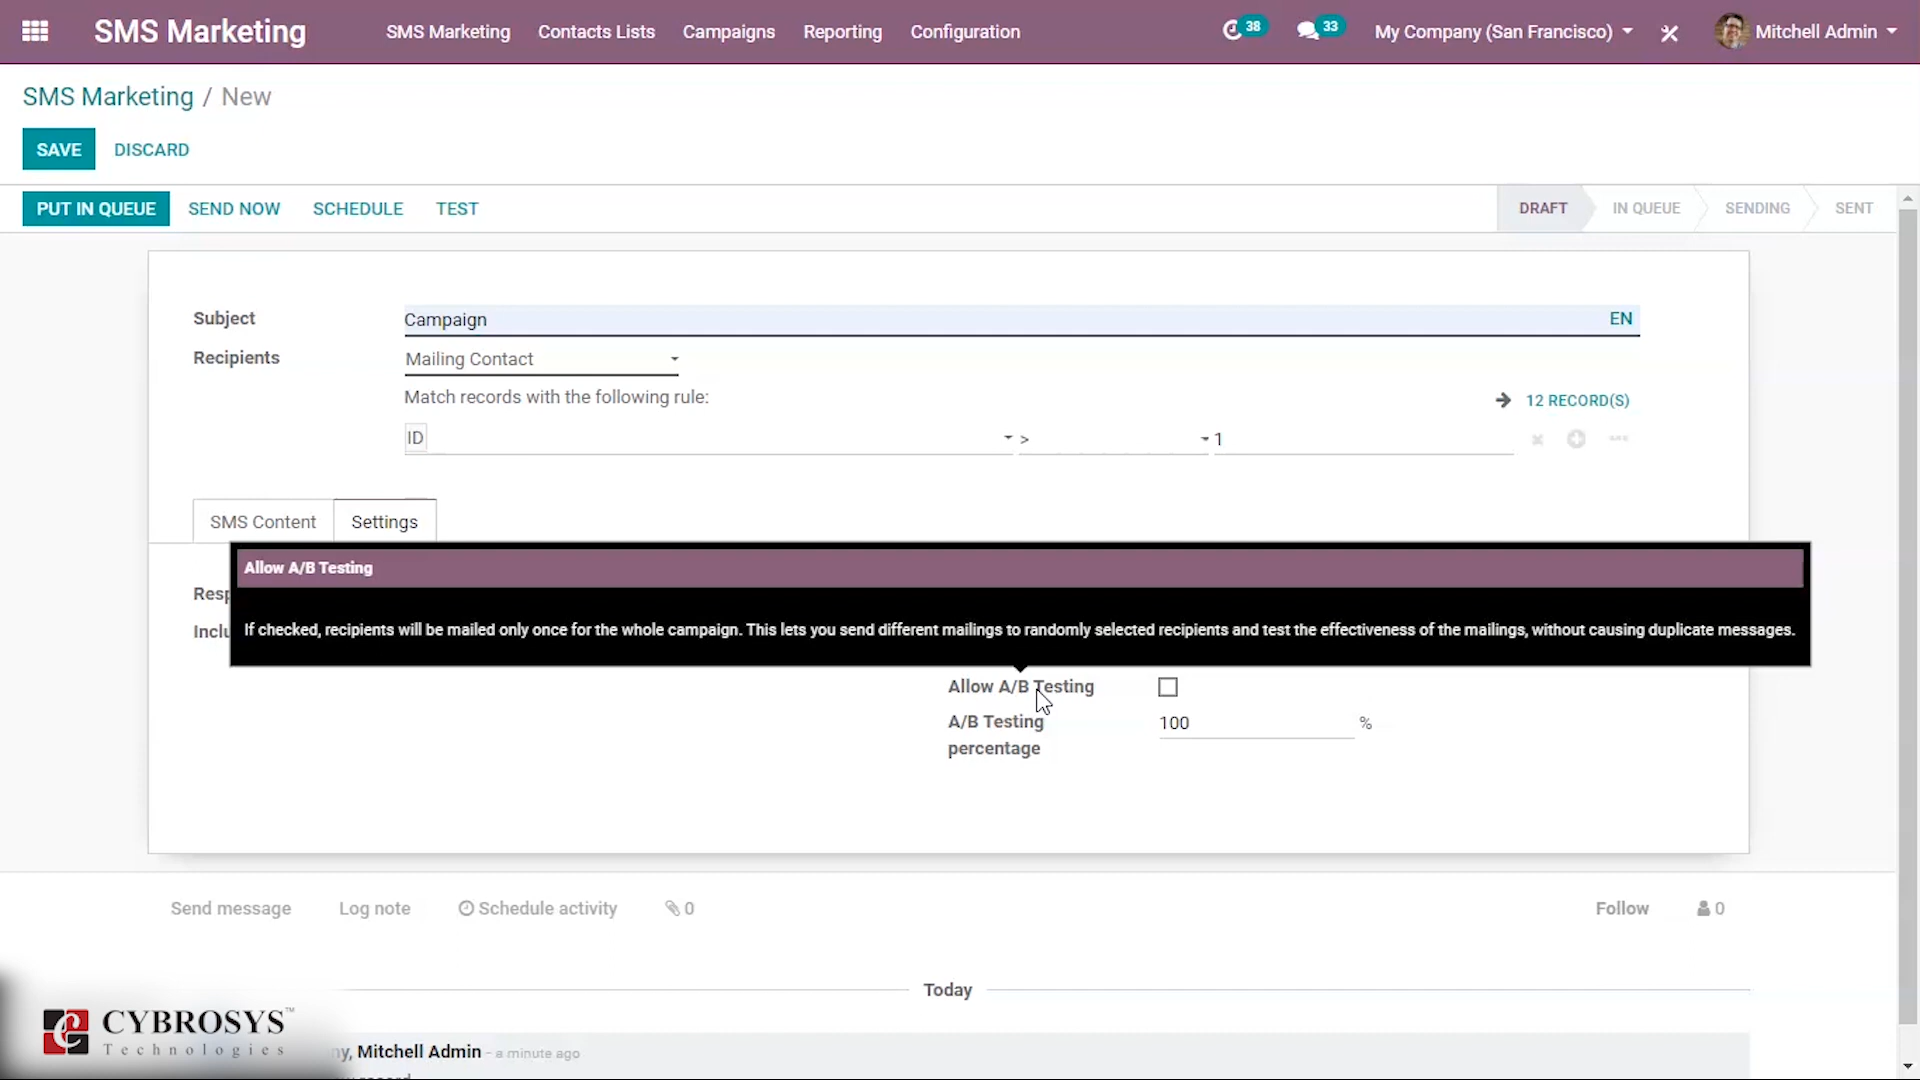 SMS Marketing SMS Marketing Contacts Lists Campaigns Reporting Configuration 38 33 My Company (San Francisco) Mitchell Admin
SMS Marketing / New
SAVE DISCARD
PUT IN QUEUE SEND NOW SCHEDULE TEST DRAFT IN QUEUE SENDING SENT
Subject Campaign EN
Recipients Mailing Contact
Match records with the following rule: 12 RECORD(S)
ID > 1
SMS Content Settings
Allow A/B Testing
If checked, recipients will be mailed only once for the whole campaign. This lets you send different mailings to randomly selected recipients and test the effectiveness of the mailings, without causing duplicate messages.
Allow A/B Testing
A/B Testing 100 %
percentage
Send message Log note Schedule activity 0 Follow 0
Today
CYBROSYS™
Technologies
Mitchell Admin - a minute ago